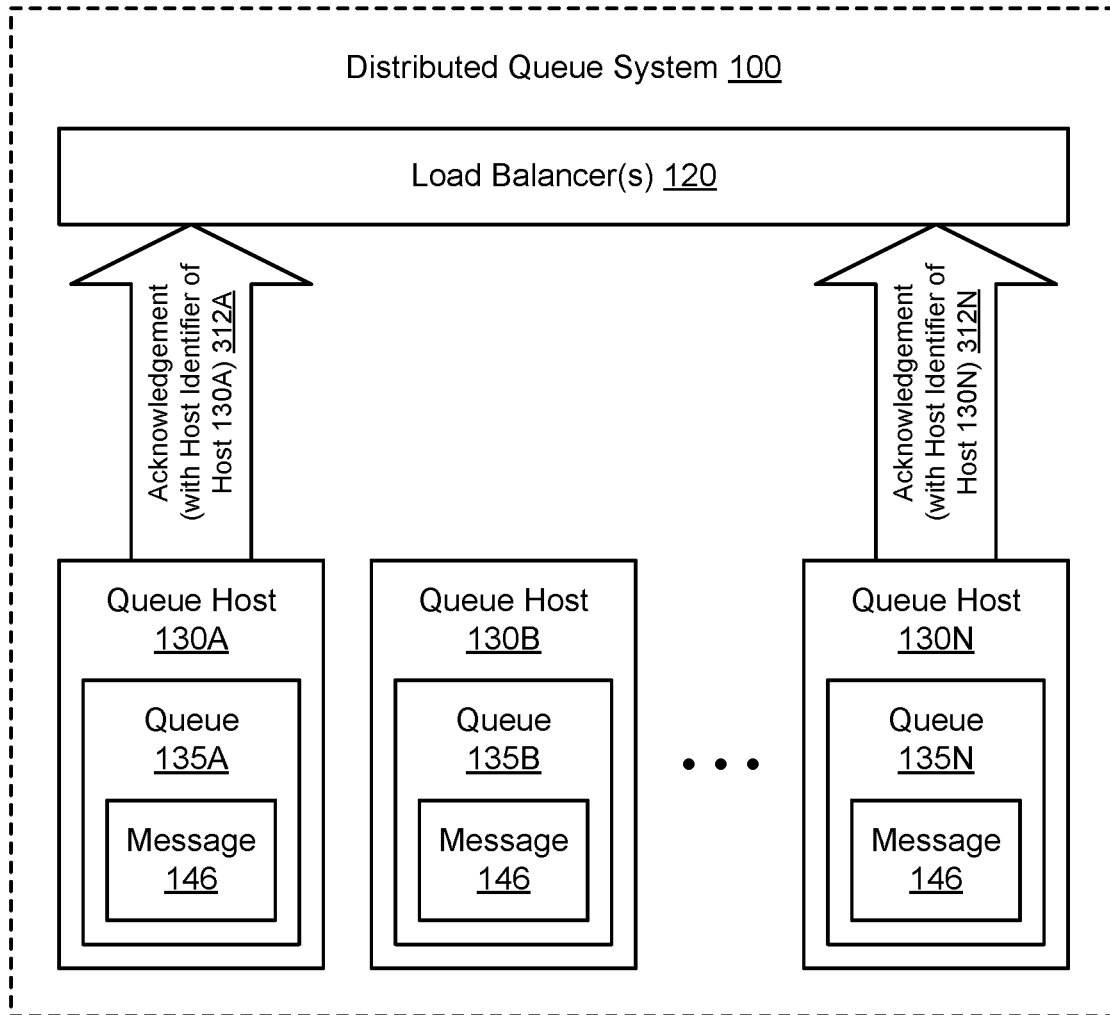 Distributed Queue System 100
Load Balancer(s) 120
Acknowledgement
(with Host Identifier of
Host 130A) 312A
Acknowledgement
(with Host Identifier of
Host 130N) 312N
Queue Host
130A
Queue
135A
Message
146
Queue Host
130B
Queue
135B
Message
146
Queue Host
130N
Queue
135N
Message
146